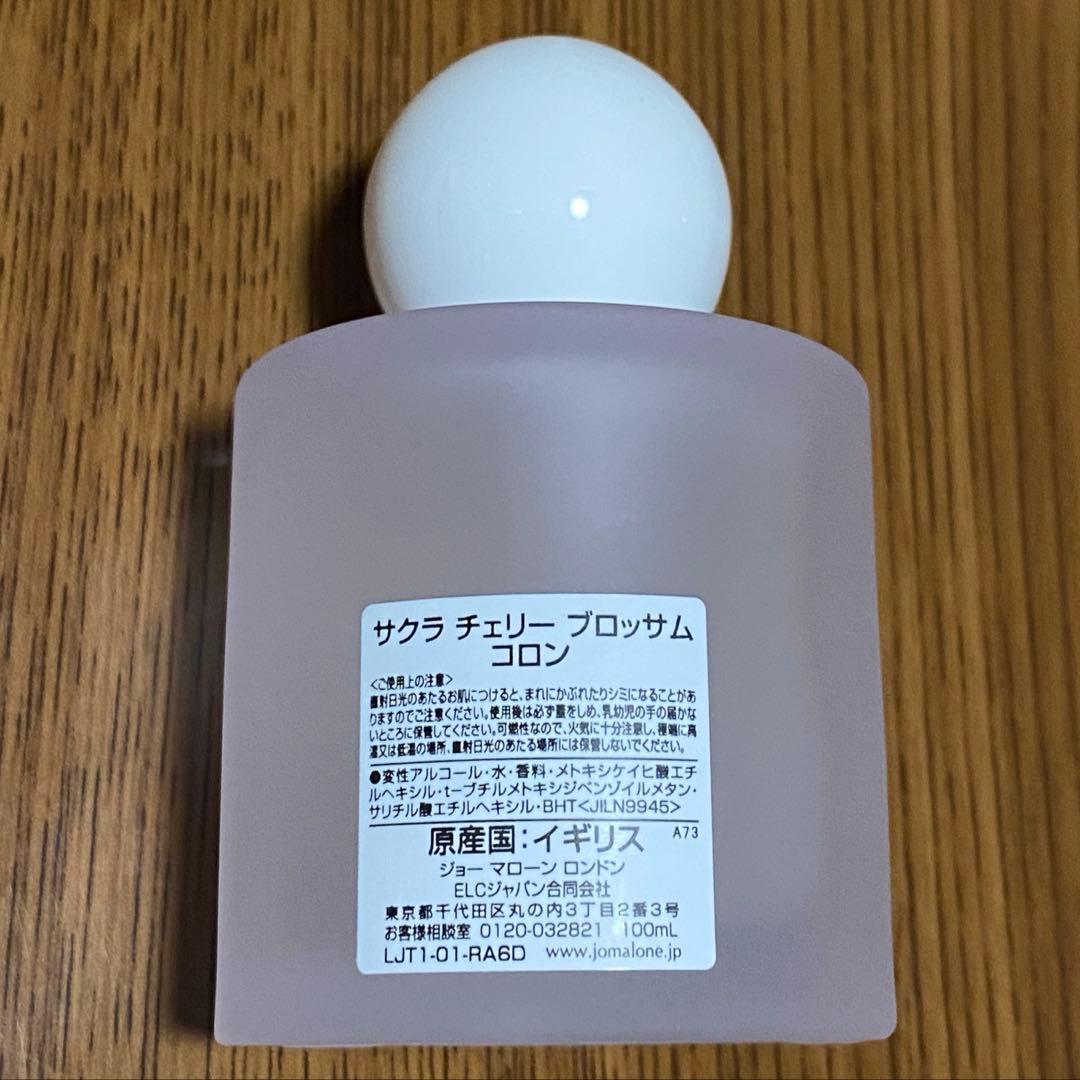 サクラ チェリー ブロッサム
コロン
<ご使用上の注意>
直射日光のあたるお肌につけると、まれにかぶれたりシミになることがあ
りますのでご注意ください。使用後は必ず蓋をしめ、乳幼児の手の届かな
いところに保管してください。可燃性なので、火気に十分注意し、極端に高
温又は低温の場所、直射日光のあたる場所には保管しないでください。
●変性アルコール・水・香料・メトキシケイヒ酸エチ
ルヘキシル・t-ブチルメトキシジベンゾイルメタン・
サリチル酸エチルヘキシル・BHT<JILN9945>
原産国:イギリス A73
ジョー マローン ロンドン
ELCジャパン合同会社
東京都千代田区丸の内3丁目2番3号
お客様相談室 0120-032821 100mL
LJT1-01-RA6D www.jomalone.jp